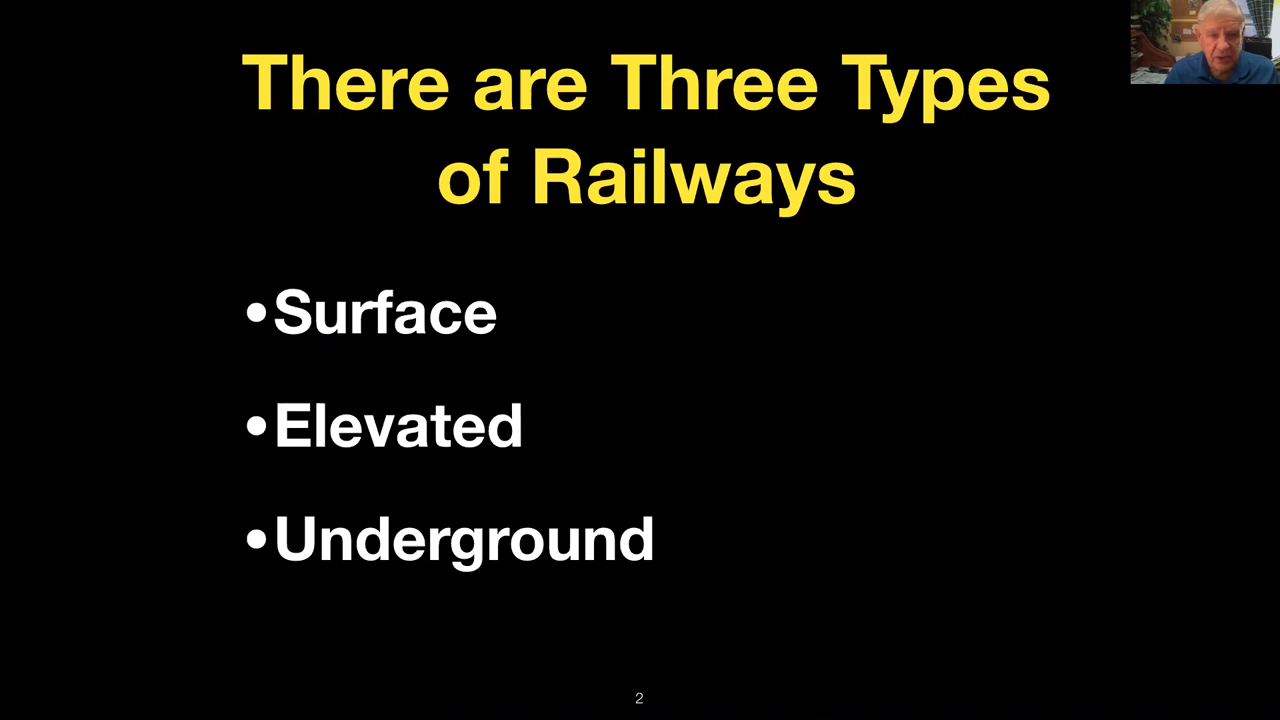 There are Three Types
of Railways
•Surface
•Elevated
•Underground
2